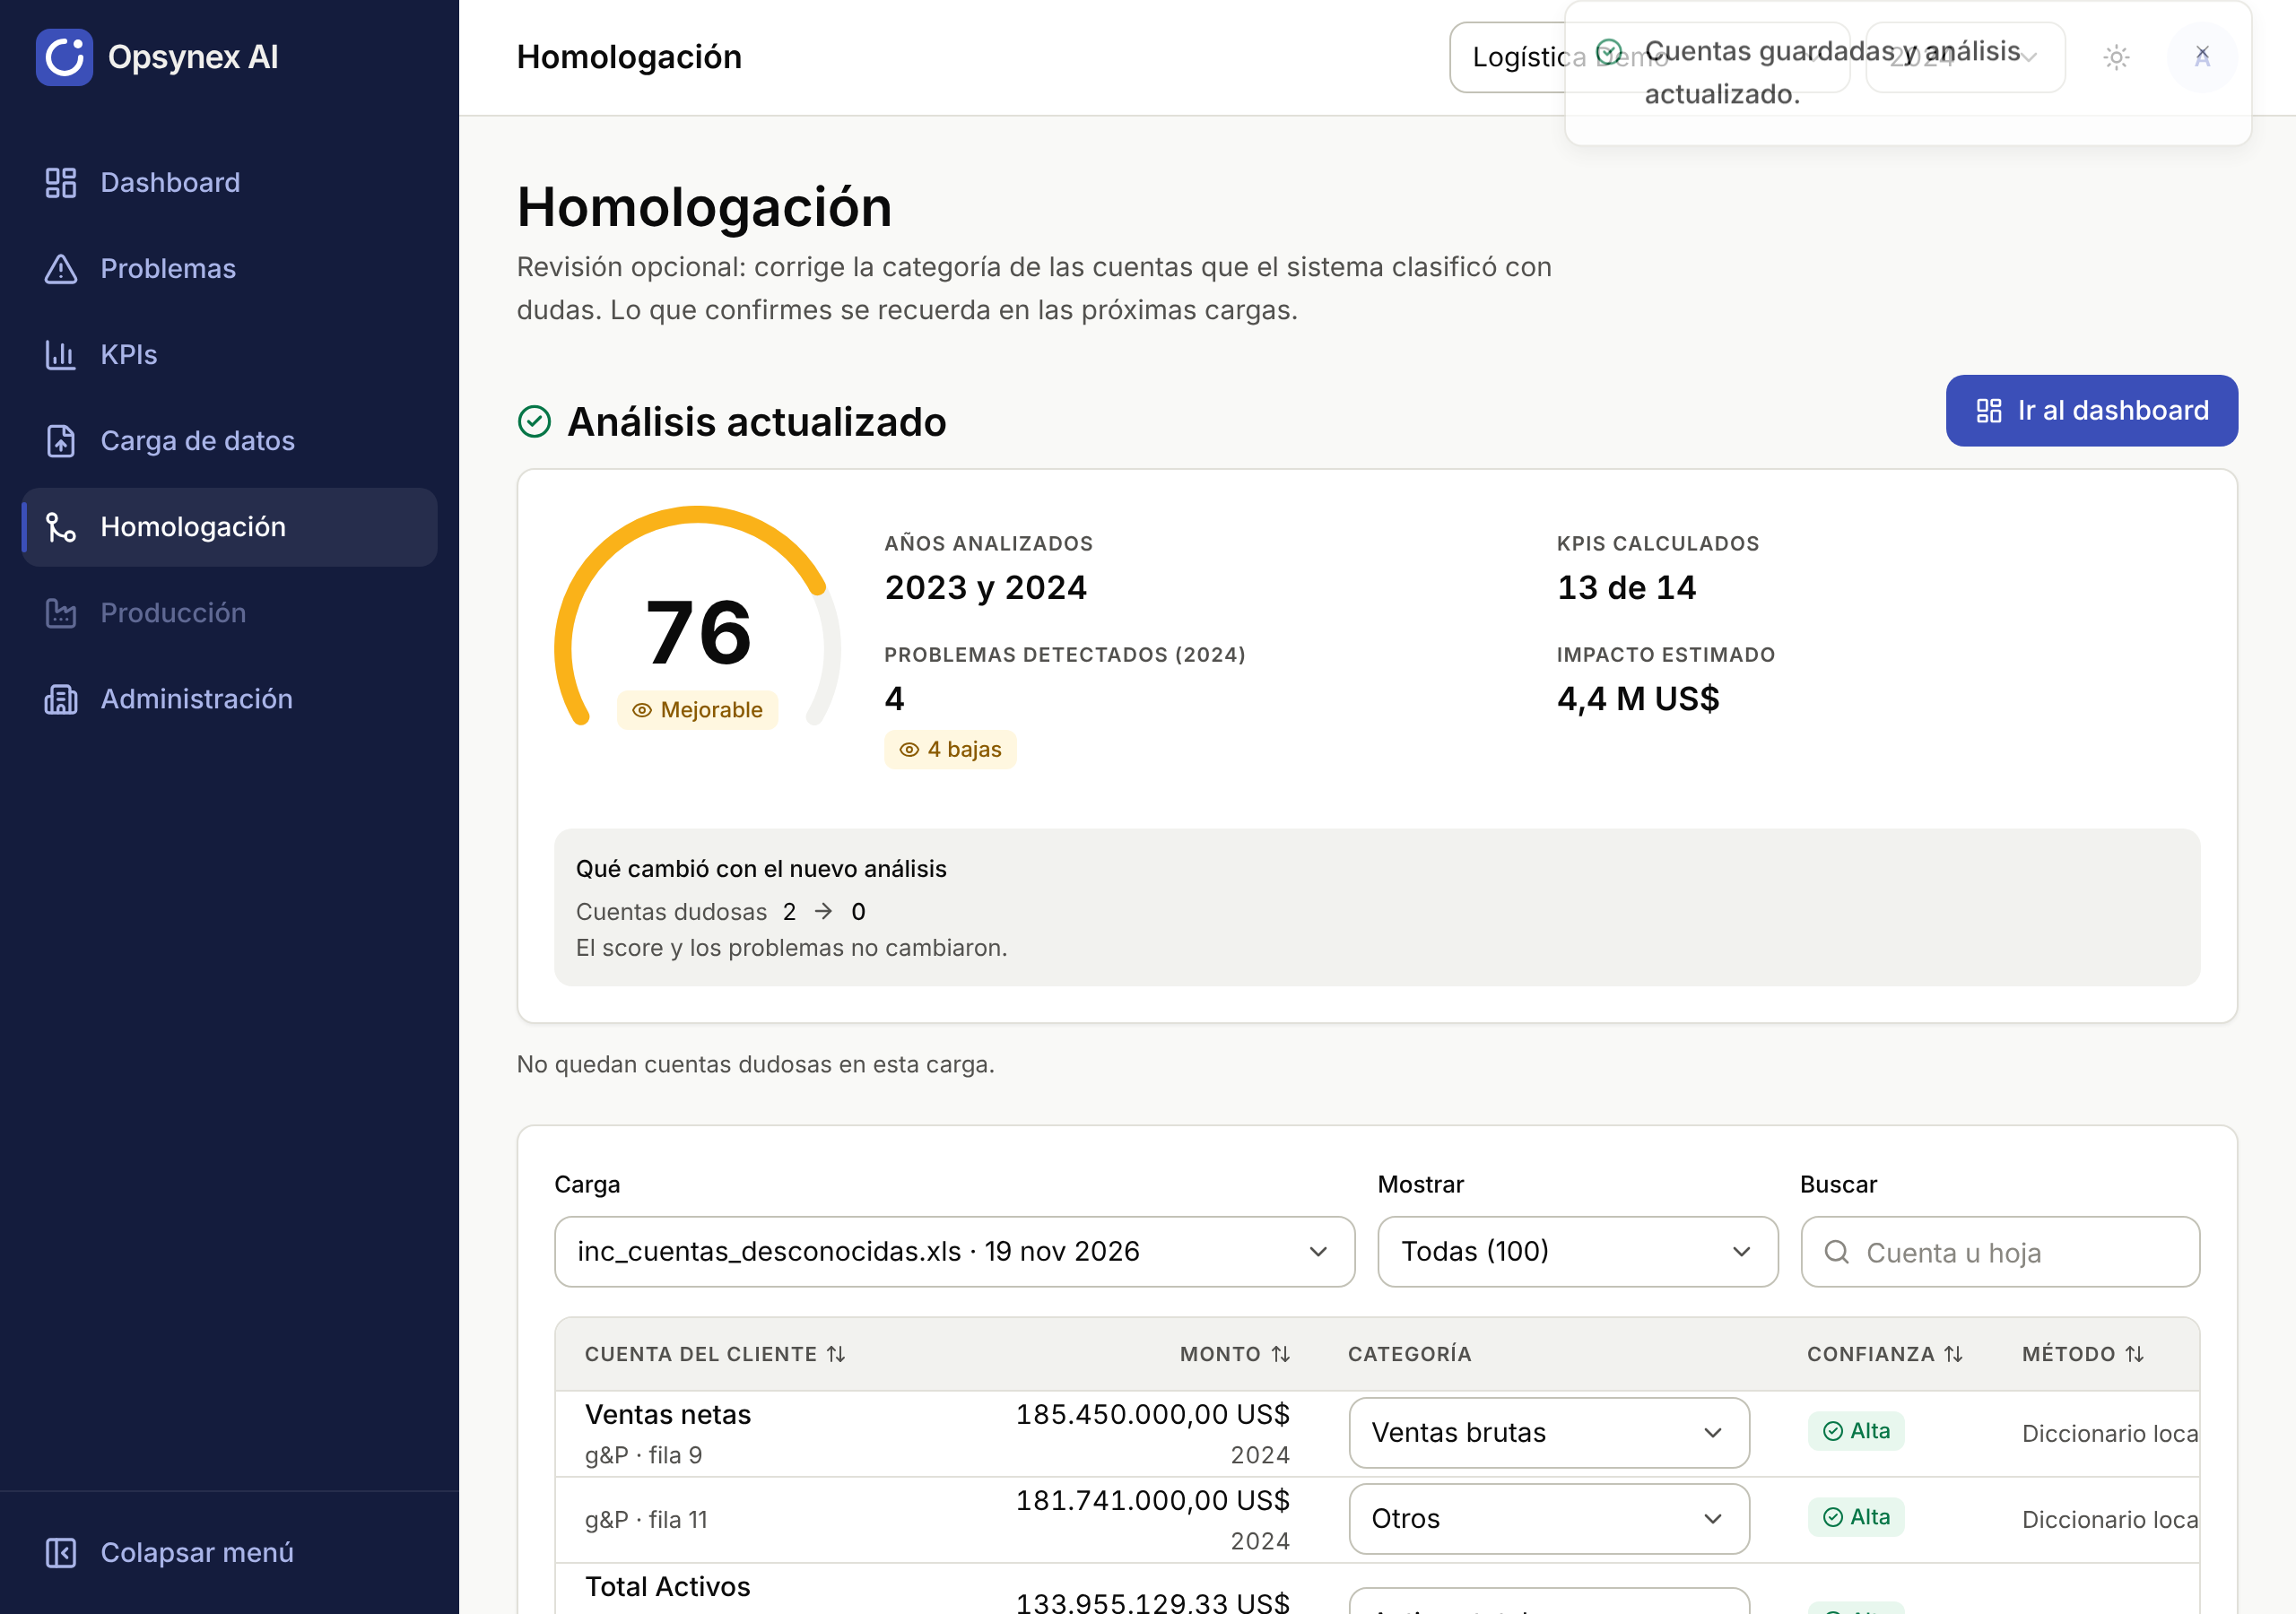 Opsynex AI
Dashboard
Problemas
KPIs
Carga de datos
Homologación
Producción
Administración
Colapsar menú
Homologación
Logística Demo
2024
A
Cuentas guardadas y análisis
actualizado.
Homologación
Revisión opcional: corrige la categoría de las cuentas que el sistema clasificó con
dudas. Lo que confirmes se recuerda en las próximas cargas.
Análisis actualizado
Ir al dashboard
76
Mejorable
AÑOS ANALIZADOS
2023 y 2024
KPIS CALCULADOS
13 de 14
PROBLEMAS DETECTADOS (2024)
4
4 bajas
IMPACTO ESTIMADO
4,4 M US$
Qué cambió con el nuevo análisis
Cuentas dudosas 2 → 0
El score y los problemas no cambiaron.
No quedan cuentas dudosas en esta carga.
Carga
Mostrar
Buscar
inc_cuentas_desconocidas.xls · 19 nov 2026
Todas (100)
Cuenta u hoja
CUENTA DEL CLIENTE
MONTO
CATEGORÍA
CONFIANZA
MÉTODO
Ventas netas
g&P · fila 9
185.450.000,00 US$
2024
Ventas brutas
Alta
Diccionario loca
g&P · fila 11
181.741.000,00 US$
2024
Otros
Alta
Diccionario loca
Total Activos
133.955.129,33 US$